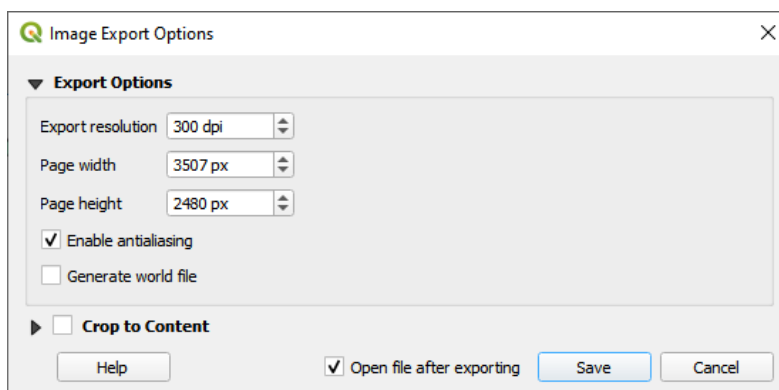 Image Export Options
Export Options
Export resolution 300 dpi
Page width 3507 px
Page height 2480 px
Enable antialiasing
Generate world file
Crop to Content
Help Open file after exporting Save Cancel